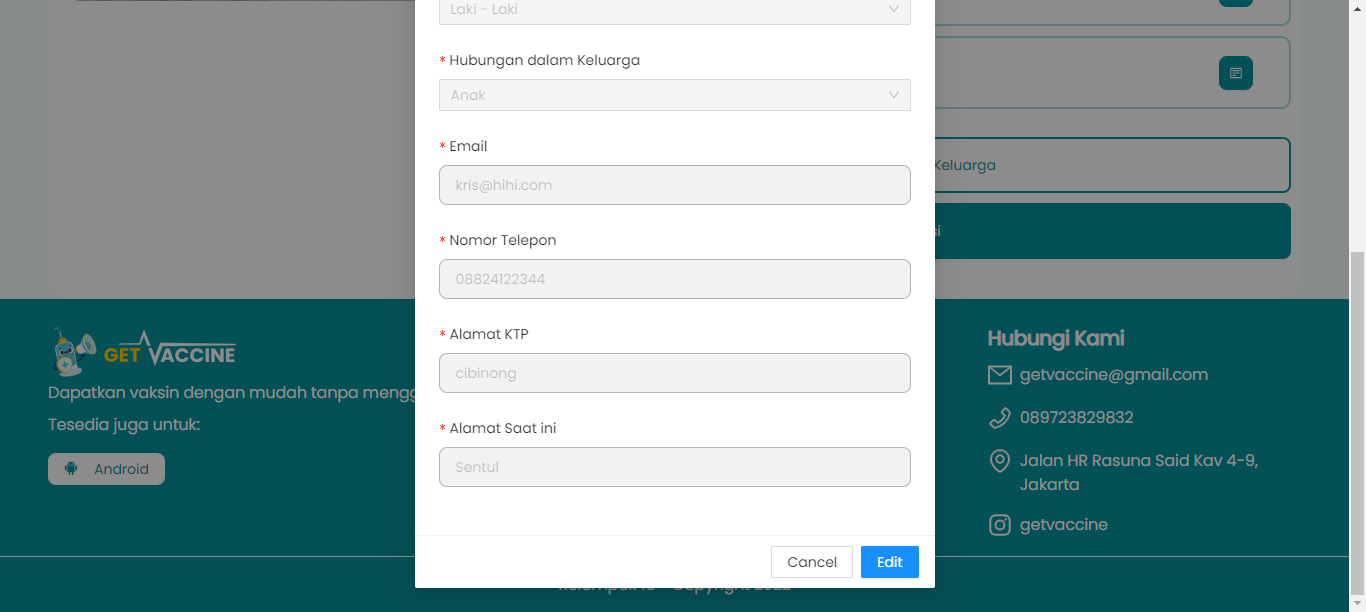 Laki - Laki
* Hubungan dalam Keluarga
Anak
* Email
kris@hihi.com
* Nomor Telepon
08824122344
* Alamat KTP
cibinong
* Alamat Saat ini
Sentul
Cancel
Edit
Keluarga
si
GET VACCINE
Dapatkan vaksin dengan mudah tanpa mengg
Tesedia juga untuk:
Android
Hubungi Kami
getvaccine@gmail.com
089723829832
Jalan HR Rasuna Said Kav 4-9,
Jakarta
getvaccine